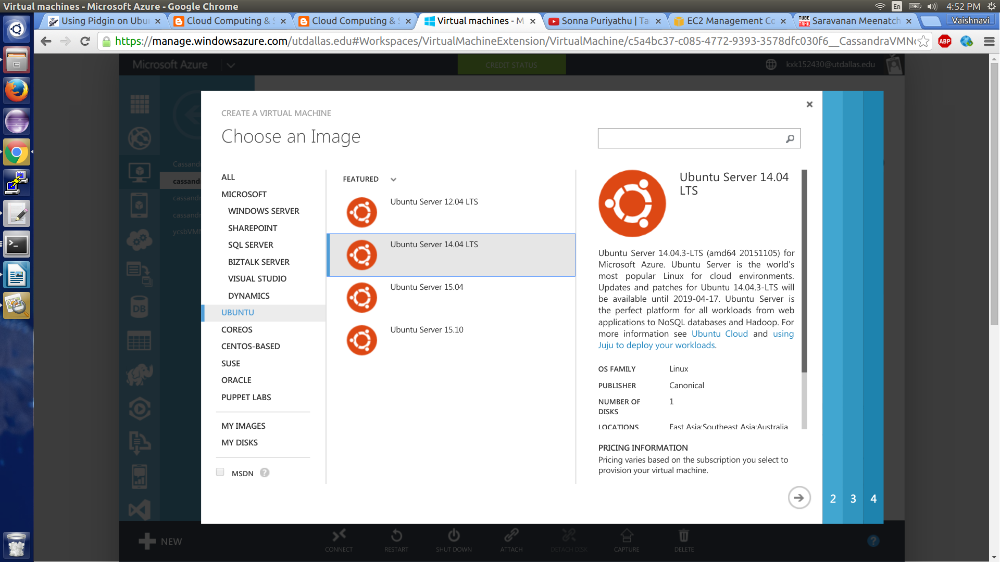 Virtual machines - Microsoft Azure - Google Chrome
En
4:52 PM
Using Pidgin on Ubu
Cloud Computing &
Cloud Computing &
Virtual machines - M
Sonna Puriyathu | Ta
EC2 Management Co
TUBE TAMIL
Saravanan Meenatch
Vaishnavi
https://manage.windowsazure.com/utdallas.edu#Workspaces/VirtualMachineExtension/VirtualMachine/c5a4bc37-c085-4772-9393-3578dfc030f6__CassandraVMN
ABP
Microsoft Azure
CREDIT STATUS
kxk152430@utdallas.edu
Cassand
cassand
cassand
cassand
ycsbVM
DB
CREATE A VIRTUAL MACHINE
Choose an Image
ALL
MICROSOFT
WINDOWS SERVER
SHAREPOINT
SQL SERVER
BIZTALK SERVER
VISUAL STUDIO
DYNAMICS
UBUNTU
COREOS
CENTOS-BASED
SUSE
ORACLE
PUPPET LABS
MY IMAGES
MY DISKS
MSDN ?
FEATURED
Ubuntu Server 12.04 LTS
Ubuntu Server 14.04 LTS
Ubuntu Server 15.04
Ubuntu Server 15.10
Ubuntu Server 14.04
LTS
Ubuntu Server 14.04.3-LTS (amd64 20151105) for
Microsoft Azure. Ubuntu Server is the world's
most popular Linux for cloud environments.
Updates and patches for Ubuntu 14.04.3-LTS will
be available until 2019-04-17. Ubuntu Server is
the perfect platform for all workloads from web
applications to NoSQL databases and Hadoop. For
more information see Ubuntu Cloud and using
Juju to deploy your workloads.
OS FAMILY Linux
PUBLISHER Canonical
NUMBER OF 1
DISKS
LOCATIONS East Asia;Southeast Asia;Australia
PRICING INFORMATION
Pricing varies based on the subscription you select to
provision your virtual machine.
2 3 4
NEW
CONNECT
RESTART
SHUT DOWN
ATTACH
DETACH DISK
CAPTURE
DELETE
?